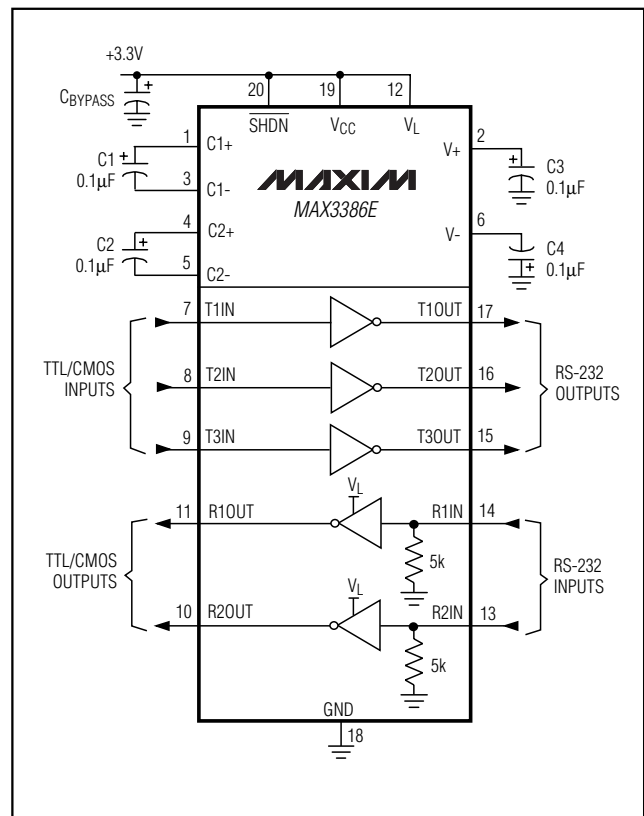 +3.3V
CBYPASS
20
19
12
SHDN
VCC
VL
1
C1+
C1
0.1μF
3
C1-
4
C2+
C2
0.1μF
5
C2-
MAXIM
MAX3386E
2
V+
C3
0.1μF
6
V-
C4
0.1μF
7
T1IN
T1OUT
17
TTL/CMOS
INPUTS
8
T2IN
T2OUT
16
RS-232
OUTPUTS
9
T3IN
T3OUT
15
VL
11
R1OUT
R1IN
14
5k
TTL/CMOS
OUTPUTS
RS-232
INPUTS
VL
10
R2OUT
R2IN
13
5k
GND
18